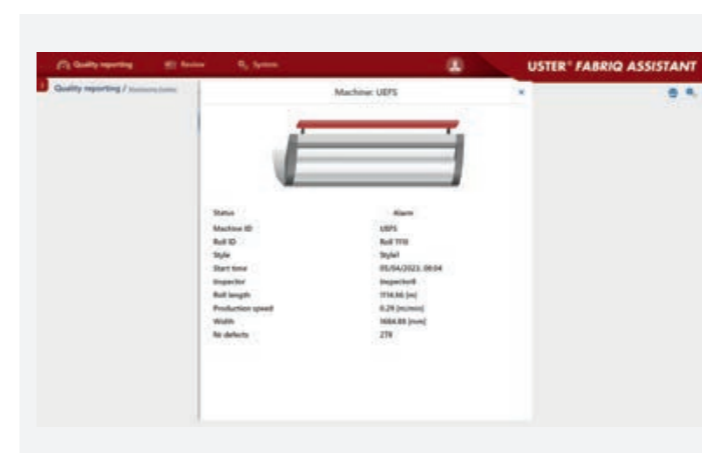 Quality reporting Review System USTER® FABRIQ ASSISTANT
Quality reporting /
Machine: UEFS ×
Status Alarm
Machine ID UEFS
Roll ID Roll 1118
Style Style1
Start time 05/04/2023, 08:04
Inspector Inspector8
Roll length 1114.66 [m]
Production speed 0.29 [m/min]
Width 1684.88 [mm]
Nr defects 278